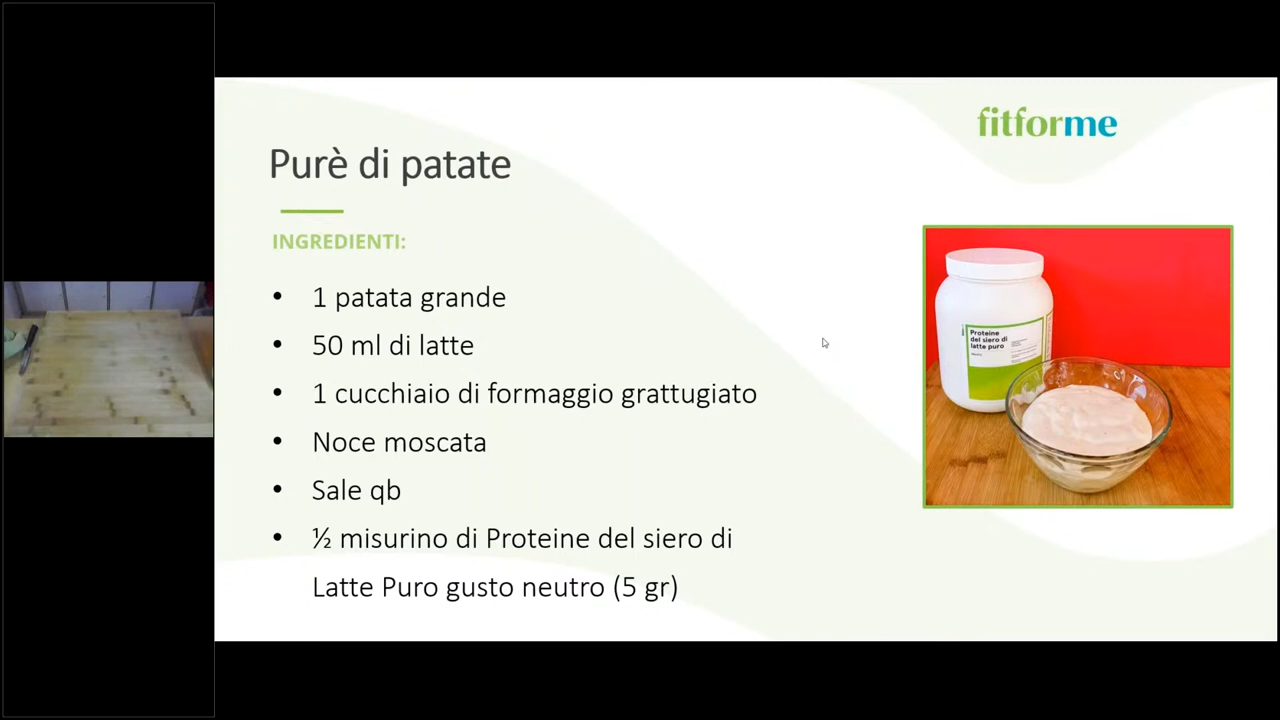 fitforme
Purè di patate
INGREDIENTI:
• 1 patata grande
• 50 ml di latte
• 1 cucchiaio di formaggio grattugiato
• Noce moscata
• Sale qb
• ½ misurino di Proteine del siero di
Latte Puro gusto neutro (5 gr)
Proteine
del siero di
latte puro